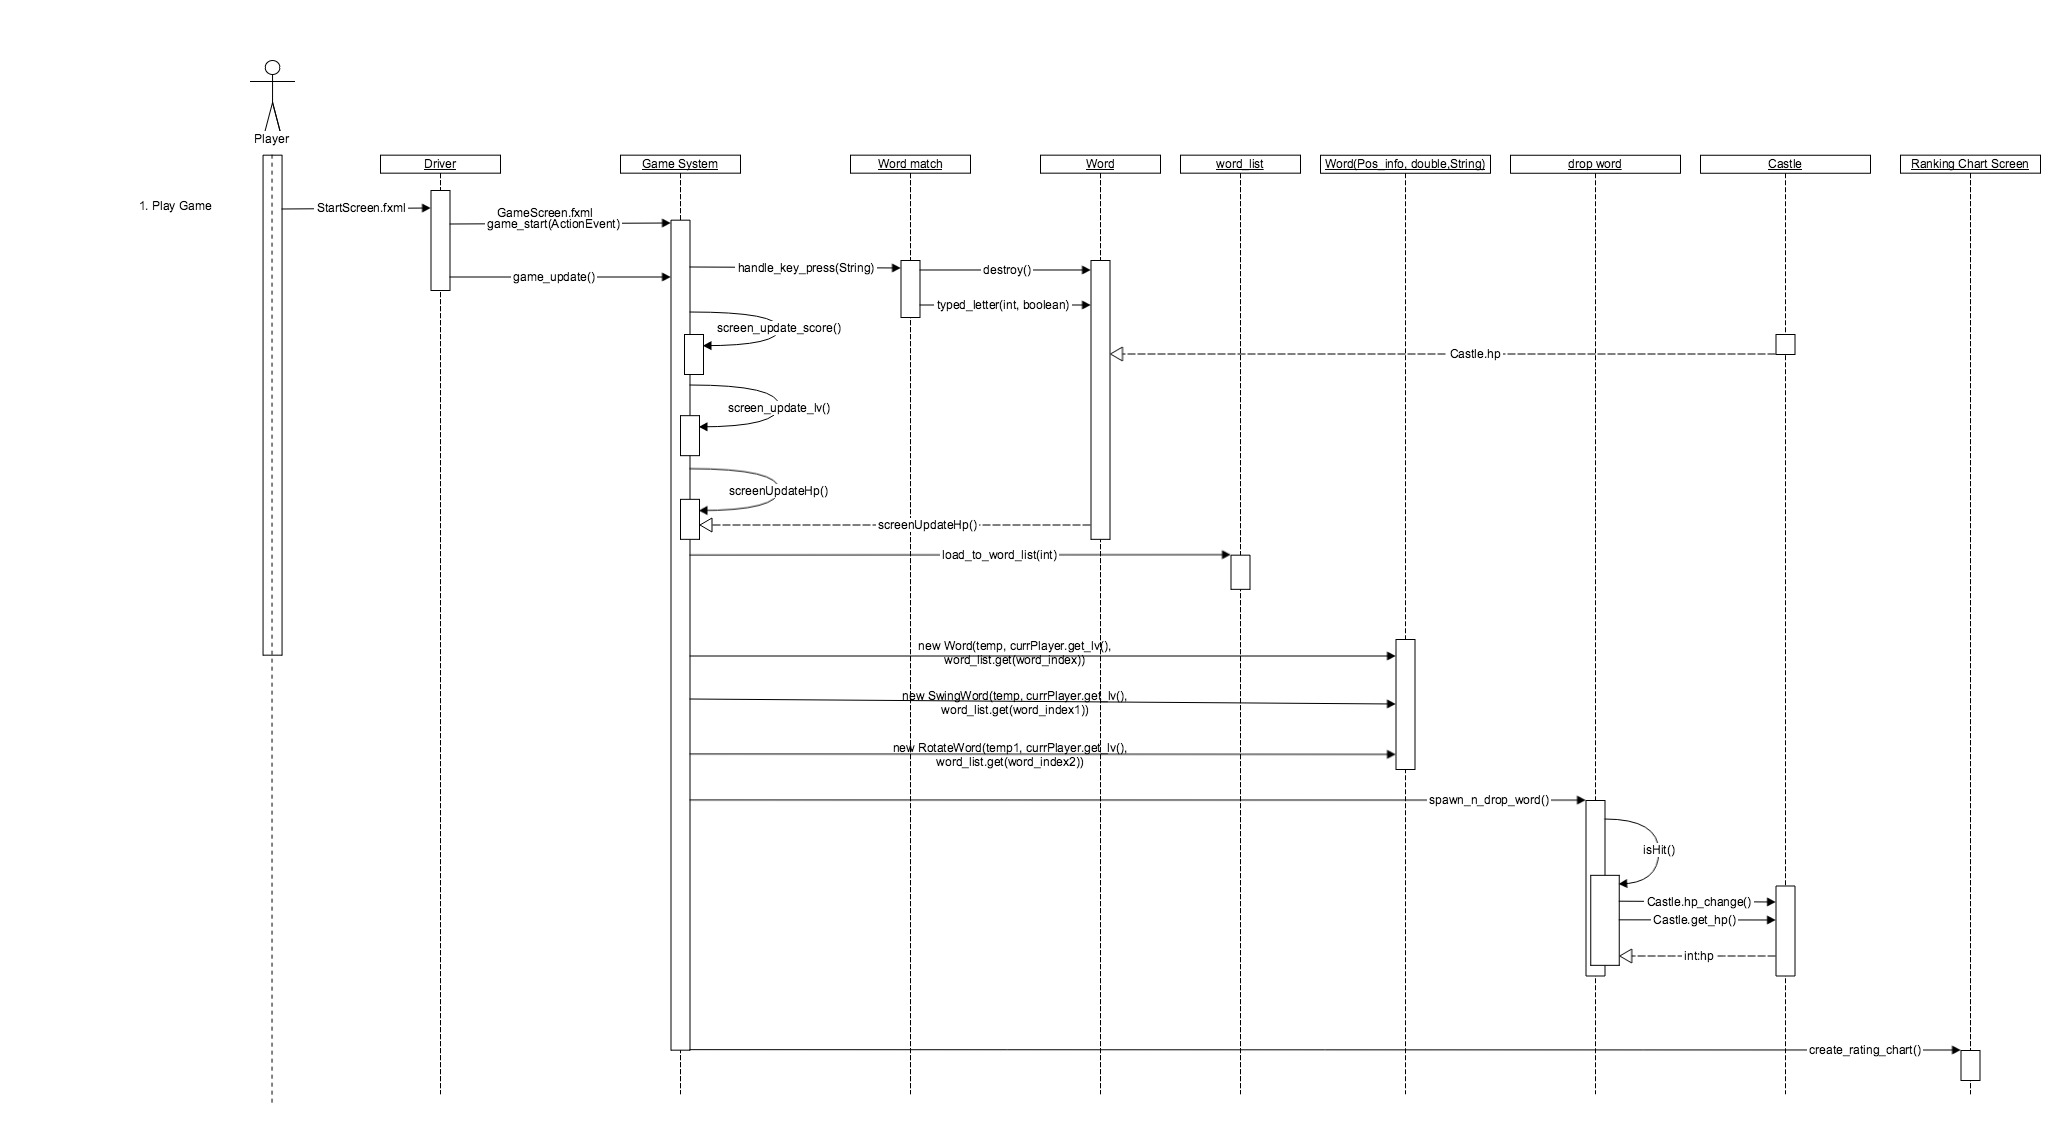 Player
Driver
Game System
Word match
Word
word_list
Word(Pos_info, double,String)
drop word
Castle
Ranking Chart Screen
1. Play Game
StartScreen.fxml
GameScreen.fxml
game_start(ActionEvent)
game_update()
handle_key_press(String)
destroy()
typed_letter(int, boolean)
screen_update_score()
Castle.hp
screen_update_lv()
screenUpdateHp()
screenUpdateHp()
load_to_word_list(int)
new Word(temp, currPlayer.get_lv(),
word_list.get(word_index))
new SwingWord(temp, currPlayer.get_lv(),
word_list.get(word_index1))
new RotateWord(temp1, currPlayer.get_lv(),
word_list.get(word_index2))
spawn_n_drop_word()
isHit()
Castle.hp_change()
Castle.get_hp()
int:hp
create_rating_chart()